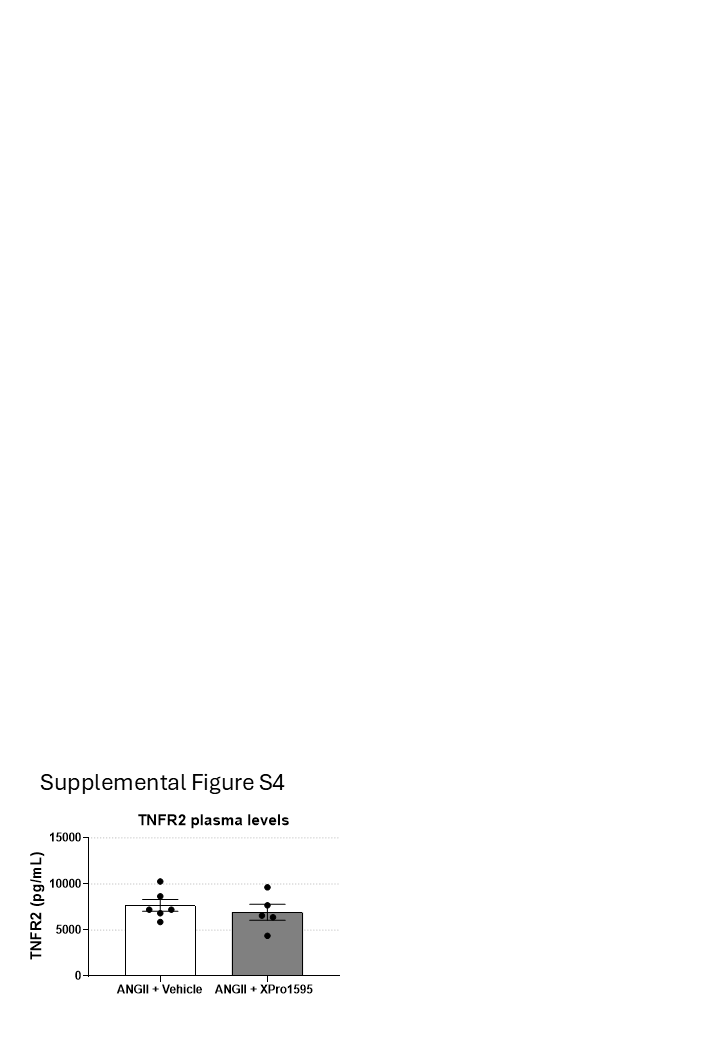 Supplemental Figure S4
TNFR2 plasma levels
TNFR2 (pg/mL)
15000
10000
5000
0
ANGII + Vehicle
ANGII + XPro1595